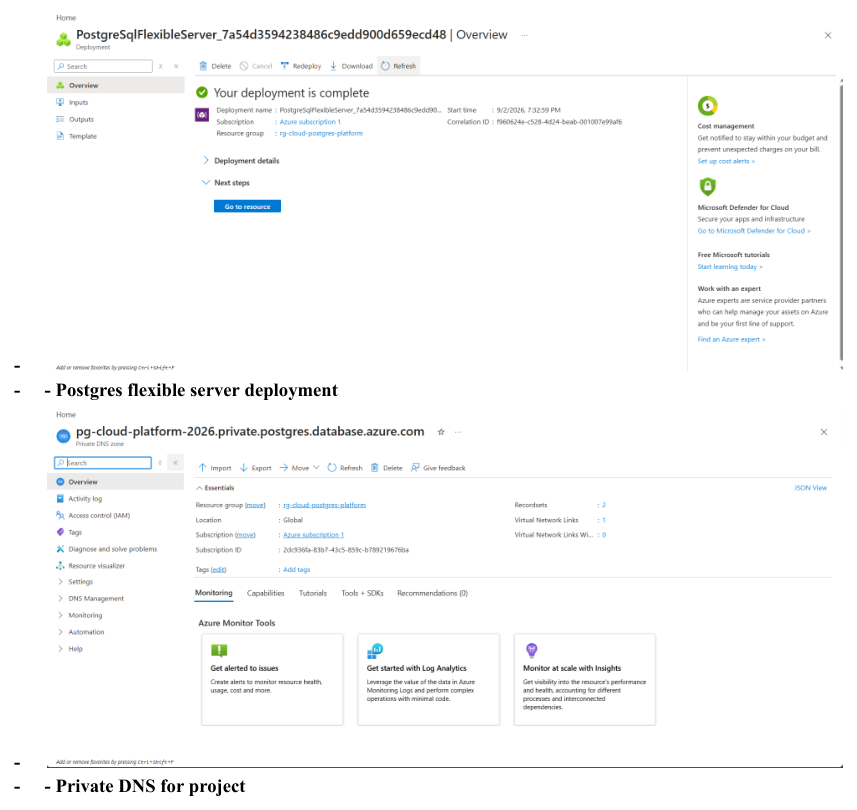 Home
PostgreSqlFlexibleServer_7a54d3594238486c9edd900d659ecd48 | Overview ...
Deployment
Search
Delete Cancel Redeploy Download Refresh
Overview
Inputs
Outputs
Template
Your deployment is complete
Deployment name : PostgreSqlFlexibleServer_7a54d3594238486c9edd90... Start time : 9/2/2026, 7:32:59 PM
Subscription : Azure subscription 1 Correlation ID : f960624e-c528-4d24-beab-001007e99af6
Resource group : rg-cloud-postgres-platform
Deployment details
Next steps
Go to resource
Cost management
Get notified to stay within your budget and
prevent unexpected charges on your bill.
Set up cost alerts >
Microsoft Defender for Cloud
Secure your apps and infrastructure
Go to Microsoft Defender for Cloud >
Free Microsoft tutorials
Start learning today >
Work with an expert
Azure experts are service provider partners
who can help manage your assets on Azure
and be your first line of support.
Find an Azure expert >
- Add or remove favorites by pressing Ctrl+Shift+F
- - Postgres flexible server deployment
Home
pg-cloud-platform-2026.private.postgres.database.azure.com ...
Private DNS zone
Search
Import Export Move Refresh Delete Give feedback
Overview
Activity log
Access control (IAM)
Tags
Diagnose and solve problems
Resource visualizer
Settings
DNS Management
Monitoring
Automation
Help
Essentials JSON View
Resource group (move) : rg-cloud-postgres-platform Recordsets : 2
Location : Global Virtual Network Links : 1
Subscription (move) : Azure subscription 1 Virtual Network Links Wi... : 0
Subscription ID : 2dc936fa-83b7-43c5-859c-b789219676ba
Tags (edit) : Add tags
Monitoring Capabilities Tutorials Tools + SDKs Recommendations (0)
Azure Monitor Tools
Get alerted to issues
Create alerts to monitor resource health,
usage, cost and more.
Get started with Log Analytics
Leverage the value of the data in Azure
Monitoring Logs and perform complex
operations with minimal code.
Monitor at scale with Insights
Get visibility into the resource's performance
and health, accounting for different
processes and interconnected
dependencies.
- Add or remove favorites by pressing Ctrl+Shift+F
- - Private DNS for project